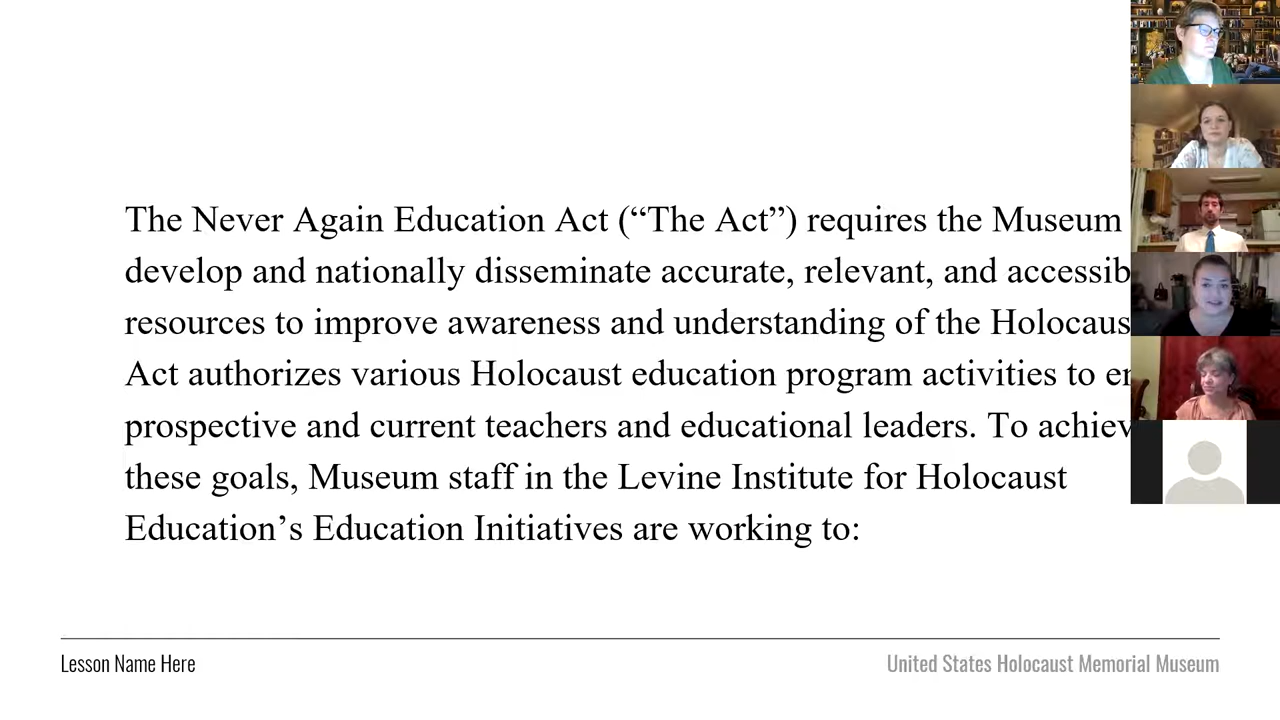 The Never Again Education Act (“The Act”) requires the Museum
develop and nationally disseminate accurate, relevant, and
resources to improve awareness and understanding of the
Act authorizes various Holocaust education program activities to
prospective and current teachers and educational leaders. To
these goals, Museum staff in the Levine Institute for Holocaust
Education’s Education Initiatives are working to:
Lesson Name Here
United States Holocaust Memorial Museum